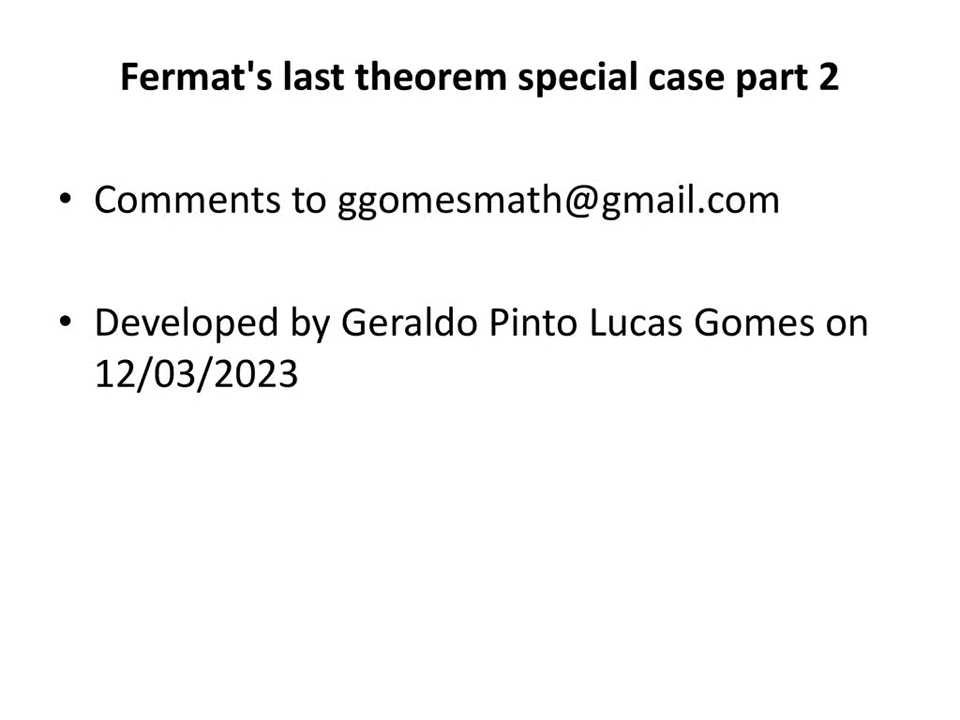 Fermat's last theorem special case part 2
• Comments to ggomesmath@gmail.com
• Developed by Geraldo Pinto Lucas Gomes on
12/03/2023